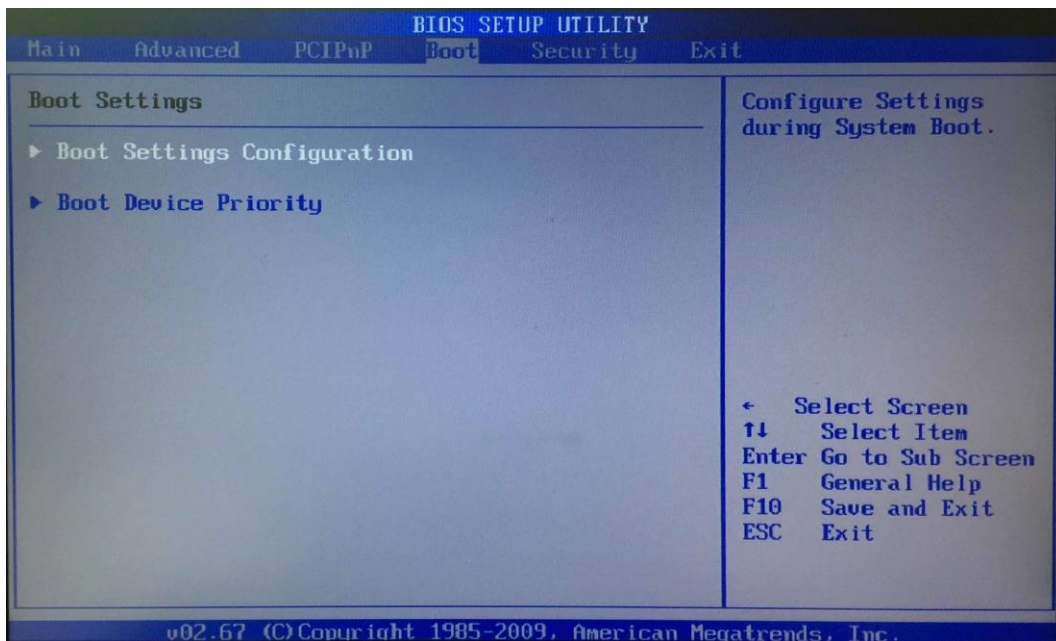 BIOS SETUP UTILITY
Main Advanced PCIPnP Boot Security Exit
Boot Settings
▶ Boot Settings Configuration
▶ Boot Device Priority
Configure Settings
during System Boot.
← Select Screen
↑↓ Select Item
Enter Go to Sub Screen
F1 General Help
F10 Save and Exit
ESC Exit
v02.67 (C)Copyright 1985-2009, American Megatrends, Inc.